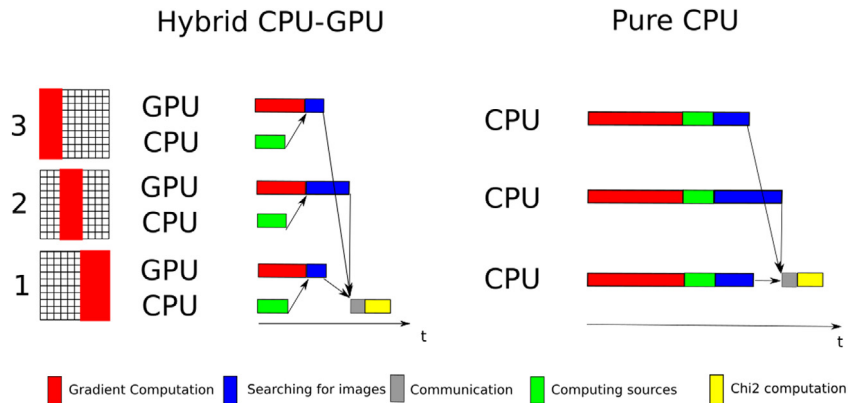 Hybrid CPU-GPU
Pure CPU
3
GPU
CPU
CPU
2
GPU
CPU
CPU
1
GPU
CPU
CPU
t
t
Gradient Computation
Searching for images
Communication
Computing sources
Chi2 computation